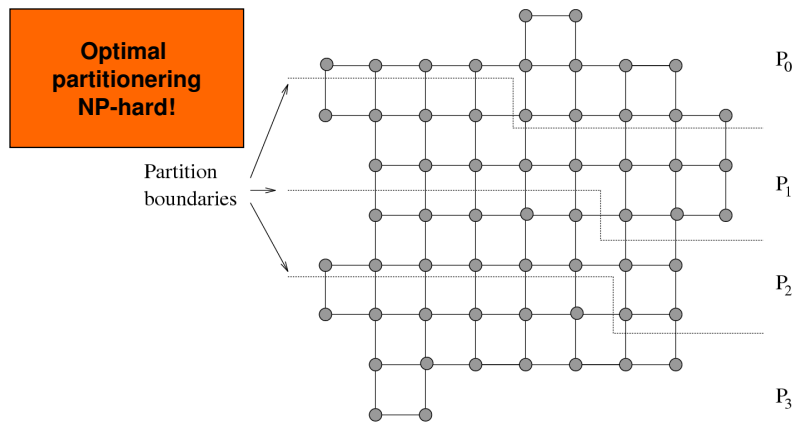 Optimal
partitionering
NP-hard!
Partition
boundaries
P0
P1
P2
P3